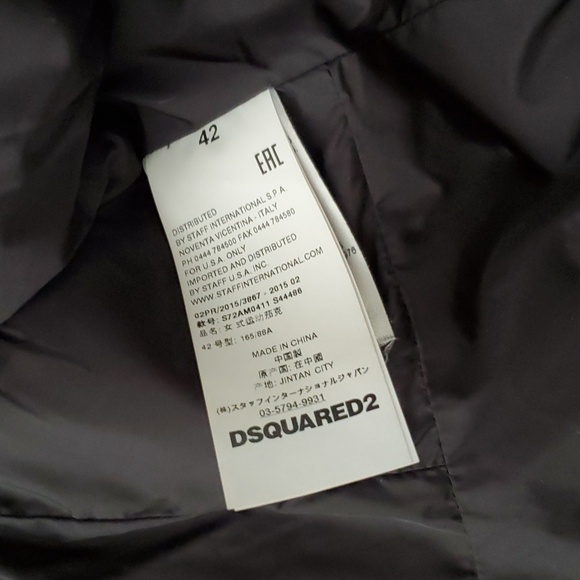 42
EAC
DISTRIBUTED
BY STAFF INTERNATIONAL S.P.A.
NOVENTA VICENTINA - ITALY
PH 0444 784600 FAX 0444 784580
FOR U.S.A. ONLY
IMPORTED AND DISTRIBUTED
BY STAFF U.S.A. INC.
WWW.STAFFINTERNATIONAL.COM
02PR/2015/3867 - 2015 02
款号: S72AM0411 S44486
品名: 女式运动茄克
42 号型: 165/88A
MADE IN CHINA
中国製
原产国: 在中國
产地: JINTAN CITY
(株)スタッフインターナショナルジャパン
03-5794-9931
DSQUARED2